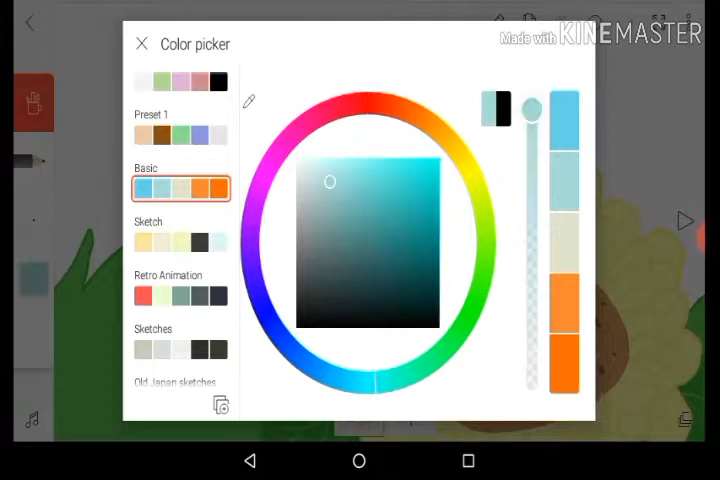 Color picker
Made with KINEMASTER
Preset 1
Basic
Sketch
Retro Animation
Sketches
Old Japan sketches